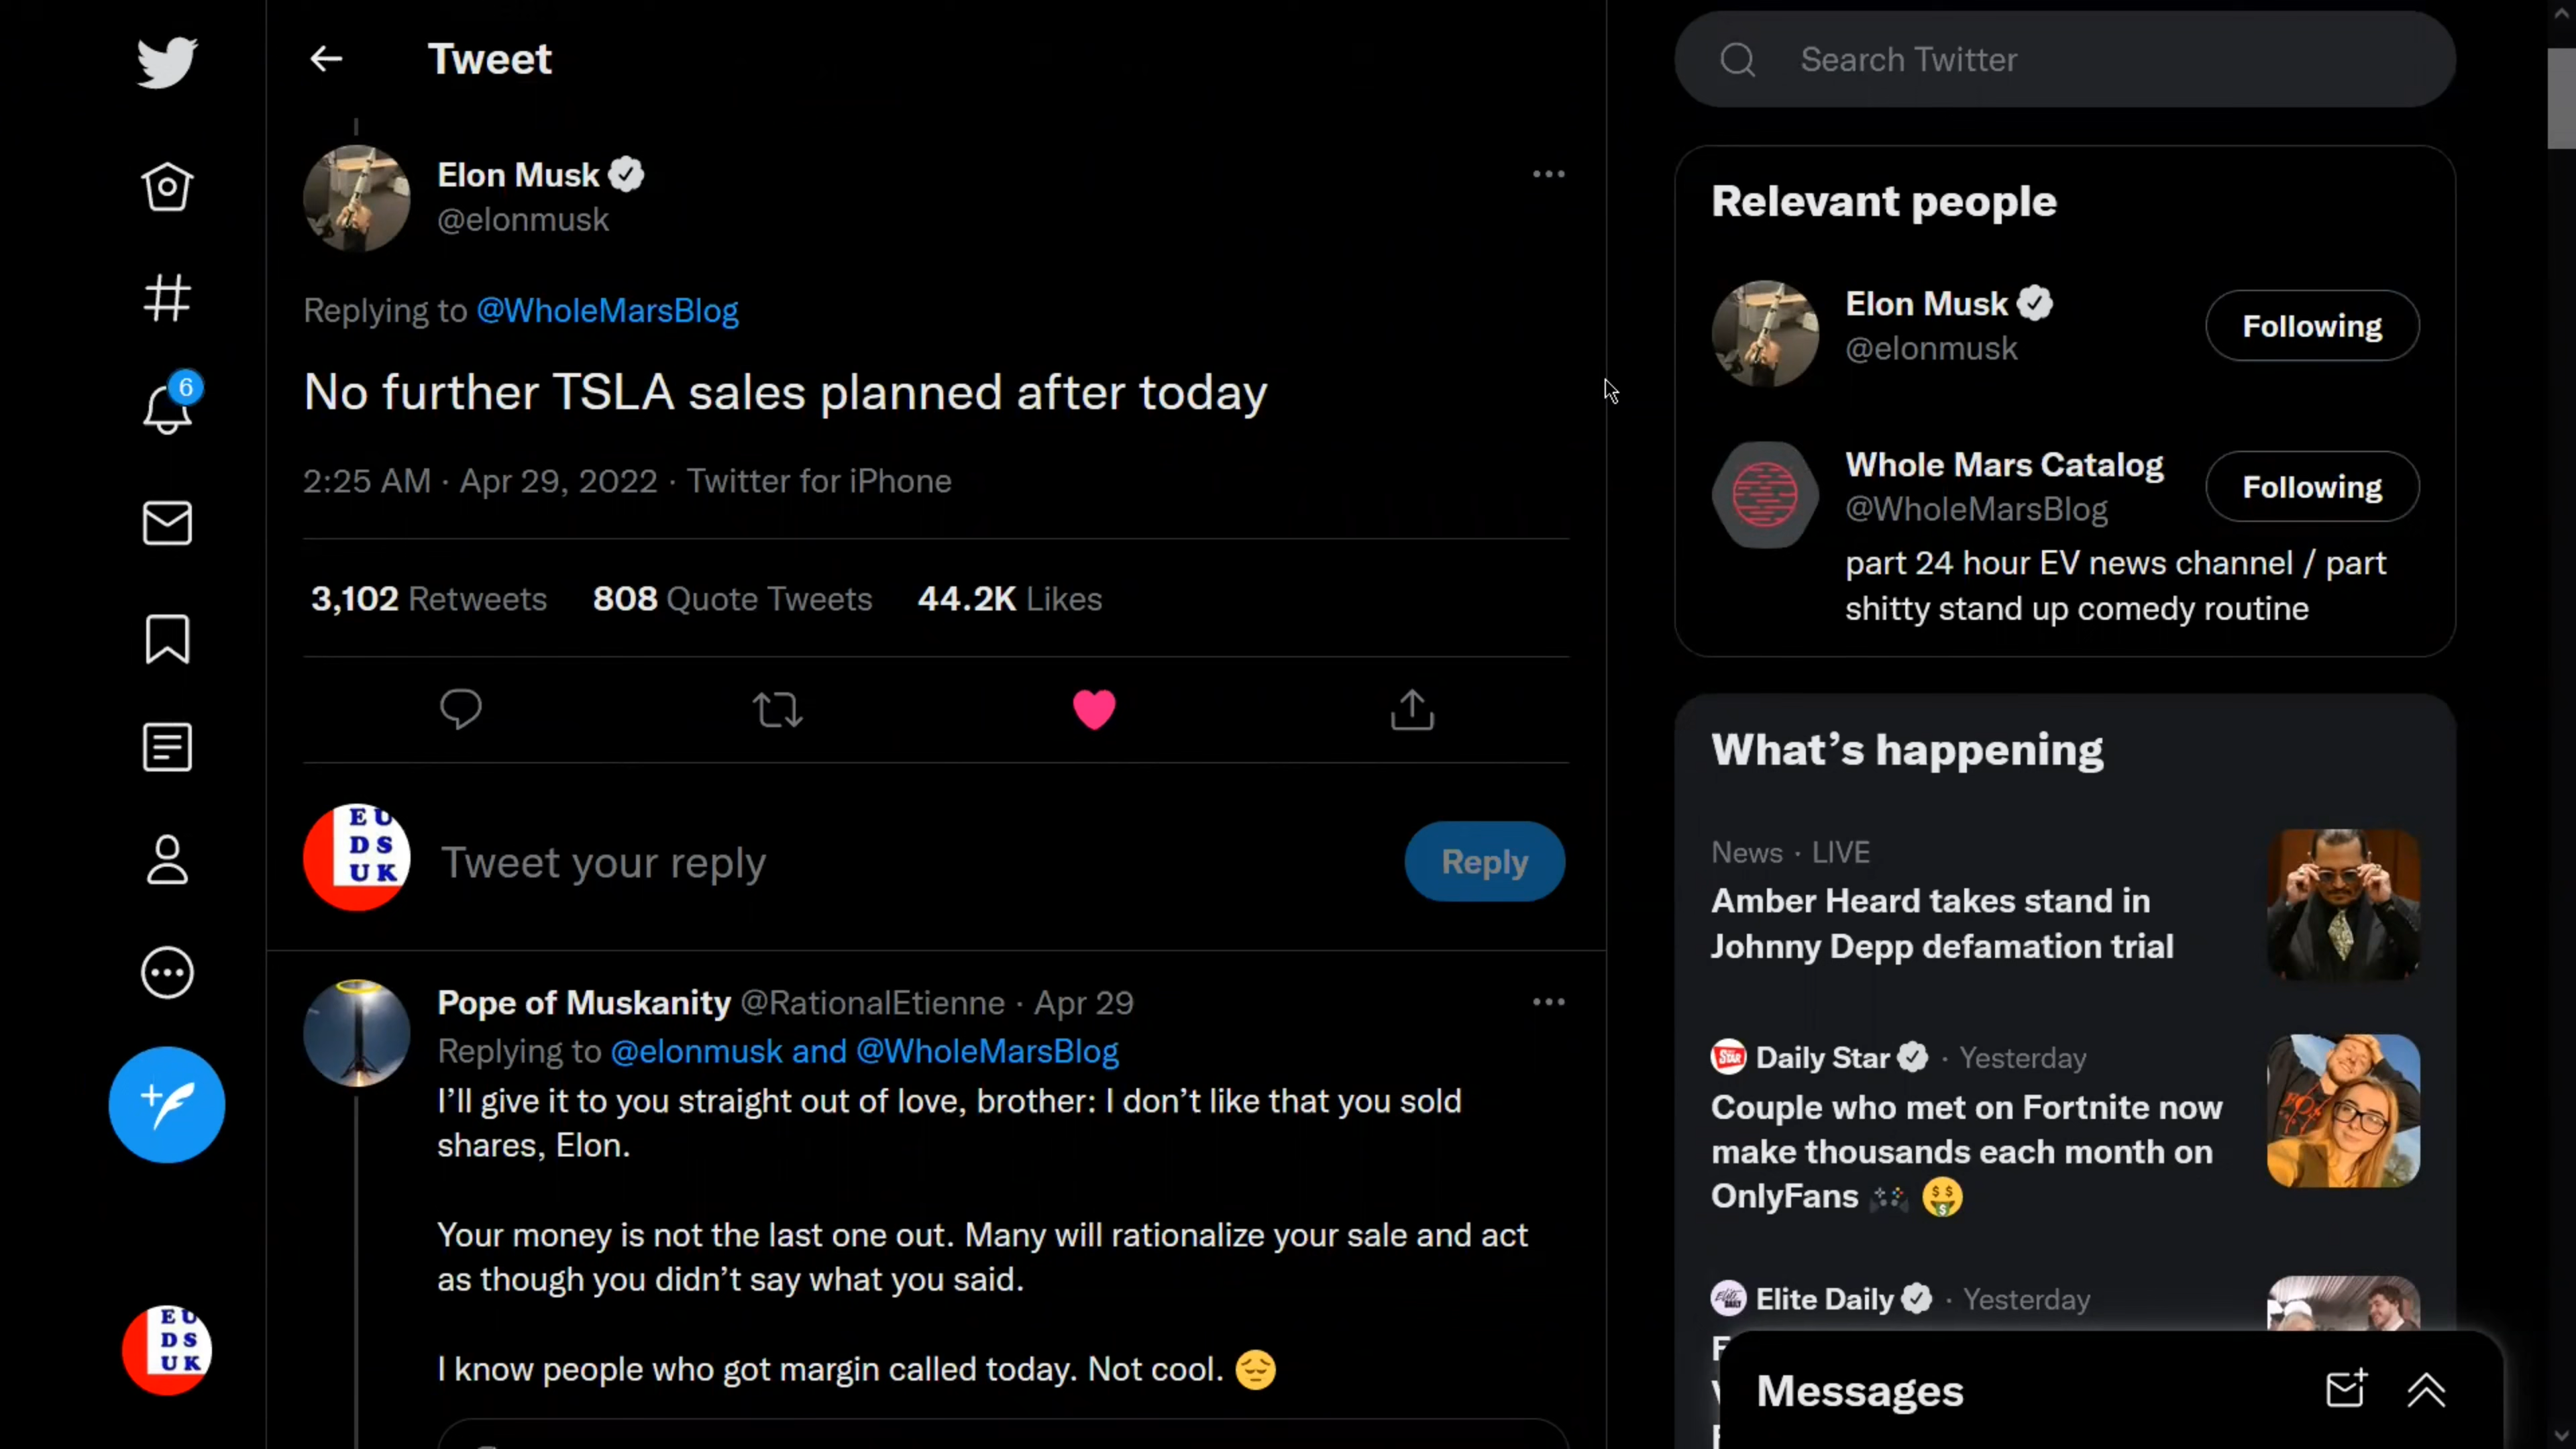 Tweet
Elon Musk
@elonmusk
Replying to @WholeMarsBlog
No further TSLA sales planned after today
2:25 AM · Apr 29, 2022 · Twitter for iPhone
3,102 Retweets 808 Quote Tweets 44.2K Likes
EU
DS
UK
Tweet your reply
Reply
Pope of Muskanity @RationalEtienne · Apr 29
Replying to @elonmusk and @WholeMarsBlog
I’ll give it to you straight out of love, brother: I don’t like that you sold
shares, Elon.
Your money is not the last one out. Many will rationalize your sale and act
as though you didn’t say what you said.
I know people who got margin called today. Not cool. 😔
6
EU
DS
UK
Search Twitter
Relevant people
Elon Musk
@elonmusk
Following
Whole Mars Catalog
@WholeMarsBlog
Following
part 24 hour EV news channel / part
shitty stand up comedy routine
What’s happening
News · LIVE
Amber Heard takes stand in
Johnny Depp defamation trial
STAR
Daily Star · Yesterday
Couple who met on Fortnite now
make thousands each month on
OnlyFans 🎮 🤑
Elite Daily · Yesterday
Messages